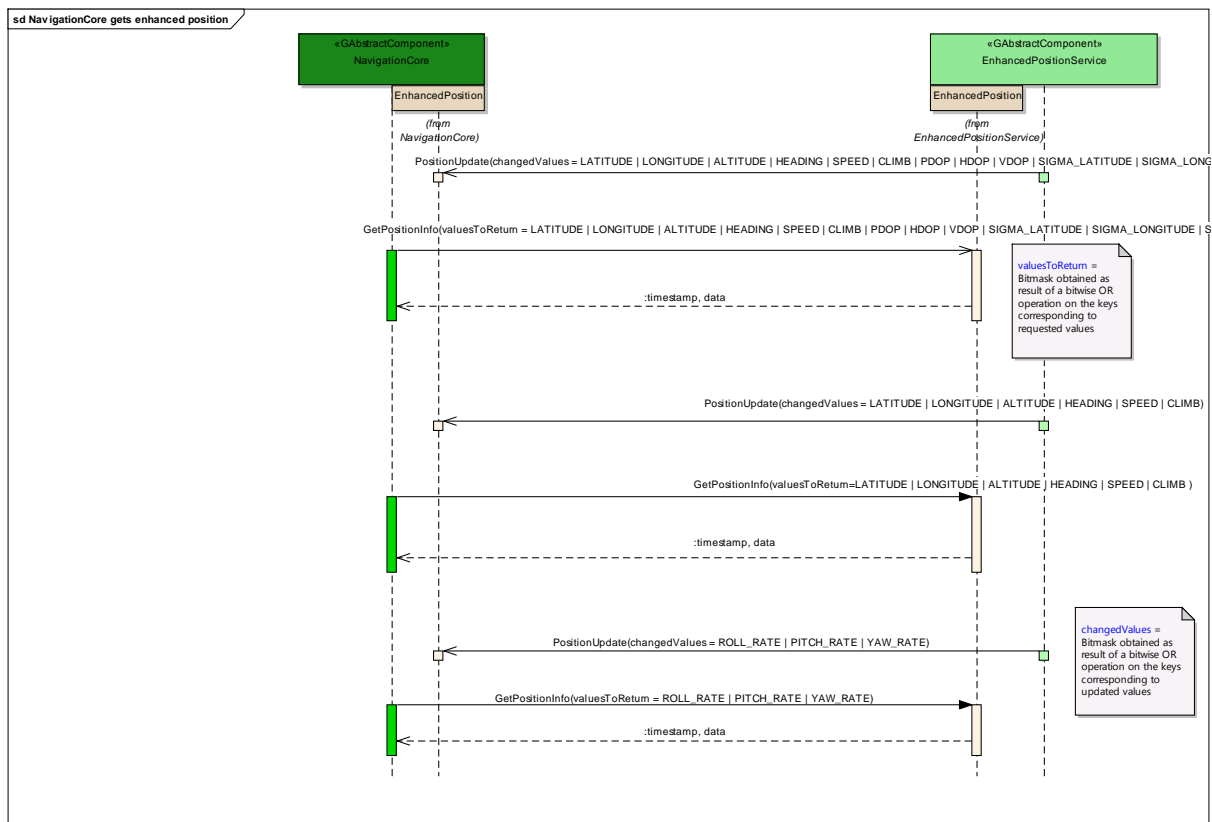 sd NavigationCore gets enhanced position
«GAbstractComponent»
NavigationCore
«GAbstractComponent»
EnhancedPositionService
EnhancedPosition
EnhancedPosition
(from
NavigationCore)
(from
EnhancedPositionService)
PositionUpdate(changedValues = LATITUDE | LONGITUDE | ALTITUDE | HEADING | SPEED | CLIMB | PDOP | HDOP | VDOP | SIGMA_LATITUDE | SIGMA_LONG
GetPositionInfo(valuesToReturn = LATITUDE | LONGITUDE | ALTITUDE | HEADING | SPEED | CLIMB | PDOP | HDOP | VDOP | SIGMA_LATITUDE | SIGMA_LONGITUDE | S
valuesToReturn =
Bitmask obtained as
result of a bitwise OR
operation on the keys
corresponding to
requested values
:timestamp, data
PositionUpdate(changedValues = LATITUDE | LONGITUDE | ALTITUDE | HEADING | SPEED | CLIMB)
GetPositionInfo(valuesToReturn=LATITUDE | LONGITUDE | ALTITUDE | HEADING | SPEED | CLIMB )
:timestamp, data
changedValues =
Bitmask obtained as
result of a bitwise OR
operation on the keys
corresponding to
updated values
PositionUpdate(changedValues = ROLL_RATE | PITCH_RATE | YAW_RATE)
GetPositionInfo(valuesToReturn = ROLL_RATE | PITCH_RATE | YAW_RATE)
:timestamp, data